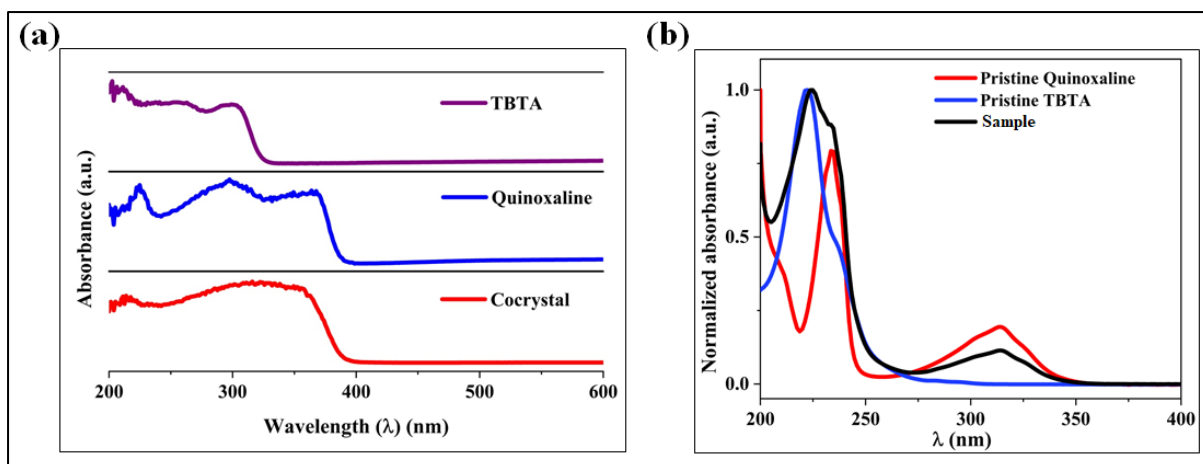 (a)
TBTA
Quinoxaline
Cocrystal
Absorbance (a.u.)
200 300 400 500 600
Wavelength (λ) (nm)
(b)
Pristine Quinoxaline
Pristine TBTA
Sample
1.0
0.5
0.0
Normalized absorbance (a.u.)
200 250 300 350 400
λ (nm)